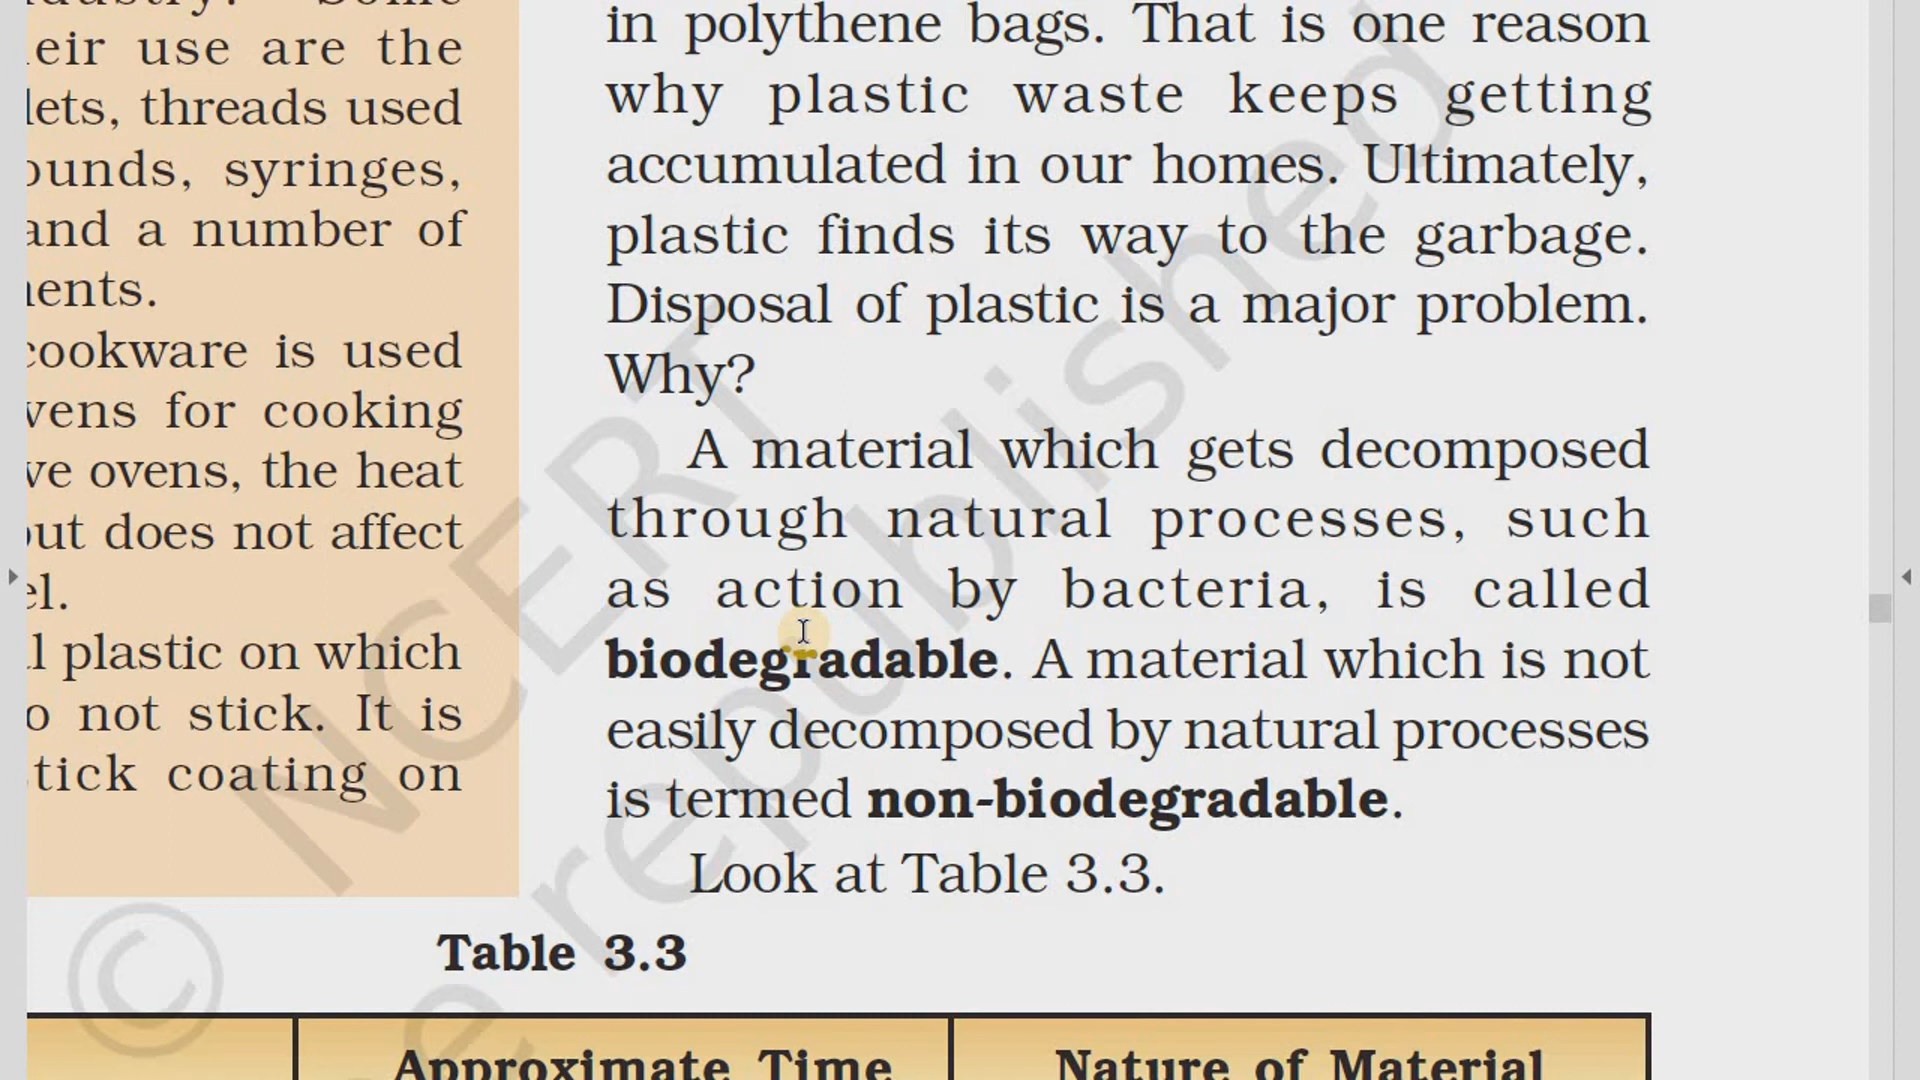 Some
eir use are the
lets, threads used
ounds, syringes,
and a number of
ents.
cookware is used
vens for cooking
ve ovens, the heat
out does not affect
el.
l plastic on which
o not stick. It is
tick coating on
in polythene bags. That is one reason
why plastic waste keeps getting
accumulated in our homes. Ultimately,
plastic finds its way to the garbage.
Disposal of plastic is a major problem.
Why?
A material which gets decomposed
through natural processes, such
as action by bacteria, is called
biodegradable. A material which is not
easily decomposed by natural processes
is termed non-biodegradable.
Look at Table 3.3.
Table 3.3
Approximate Time
Nature of Material
© NCERT
e republished